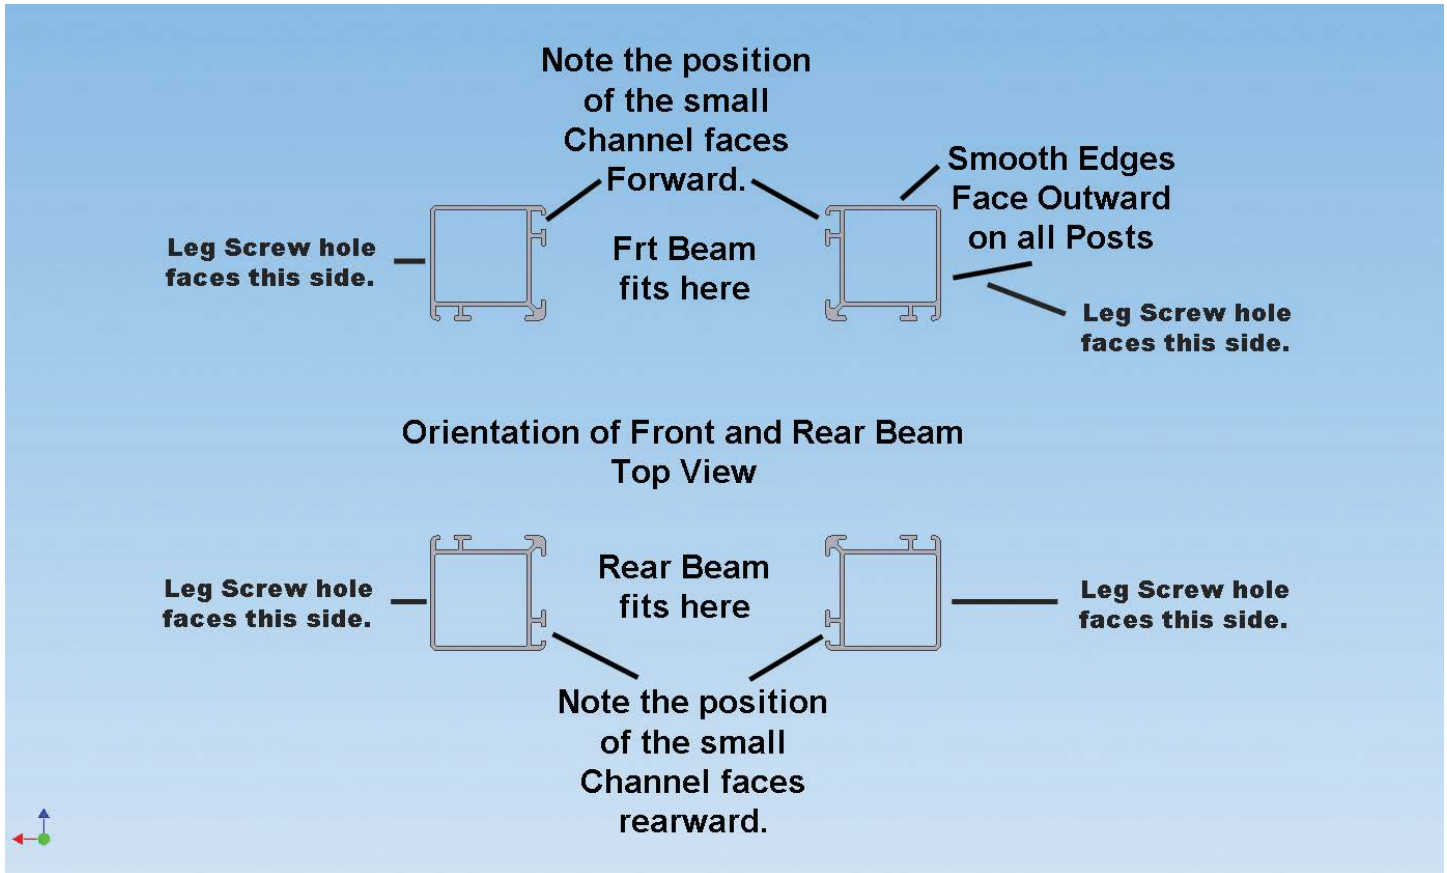 Note the position
of the small
Channel faces
Forward.
Smooth Edges
Face Outward
on all Posts
Leg Screw hole
faces this side.
Frt Beam
fits here
Leg Screw hole
faces this side.
Orientation of Front and Rear Beam
Top View
Leg Screw hole
faces this side.
Rear Beam
fits here
Leg Screw hole
faces this side.
Note the position
of the small
Channel faces
rearward.